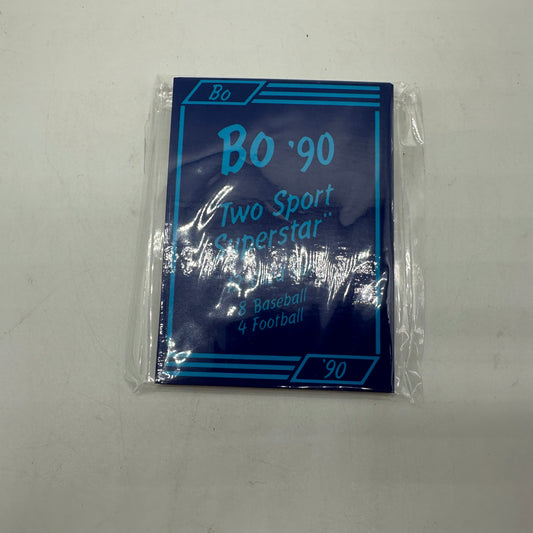 Bo
Bo '90
"Two Sport
Superstar"
8 Baseball
4 Football
'90